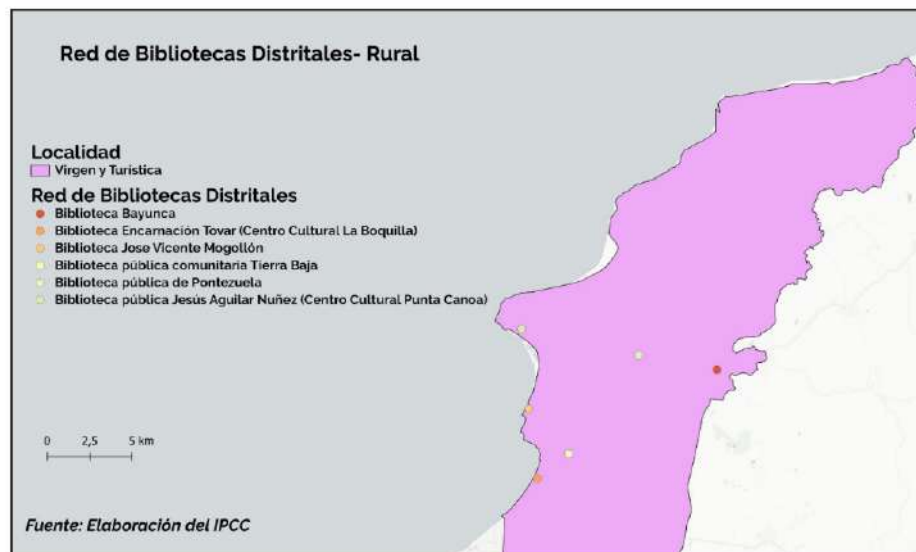 Red de Bibliotecas Distritales- Rural
Localidad
Virgen y Turística
Red de Bibliotecas Distritales
Biblioteca Bayunca
Biblioteca Encarnación Tovar (Centro Cultural La Boquilla)
Biblioteca Jose Vicente Mogollón
Biblioteca pública comunitaria Tierra Baja
Biblioteca pública de Pontezuela
Biblioteca pública Jesús Aguilar Nuñez (Centro Cultural Punta Canoa)
0 2,5 5 km
Fuente: Elaboración del IPCC